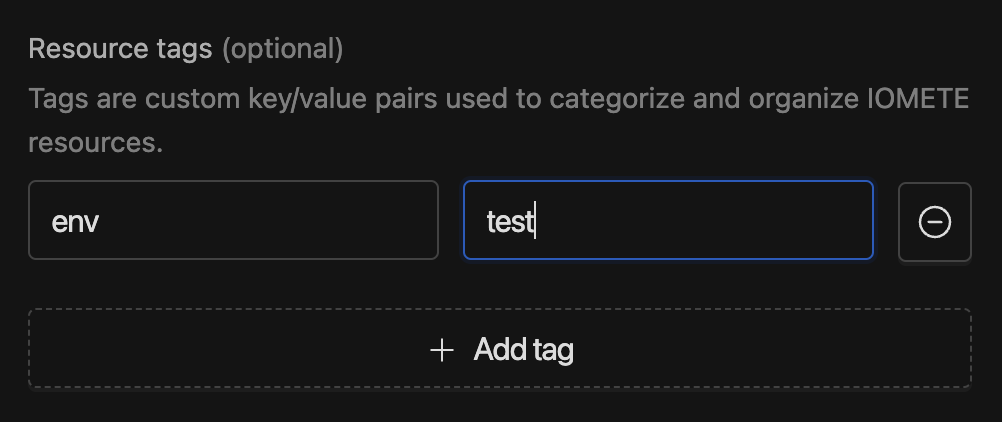 Resource tags (optional)
Tags are custom key/value pairs used to categorize and organize IOMETE
resources.
env
test
Add tag